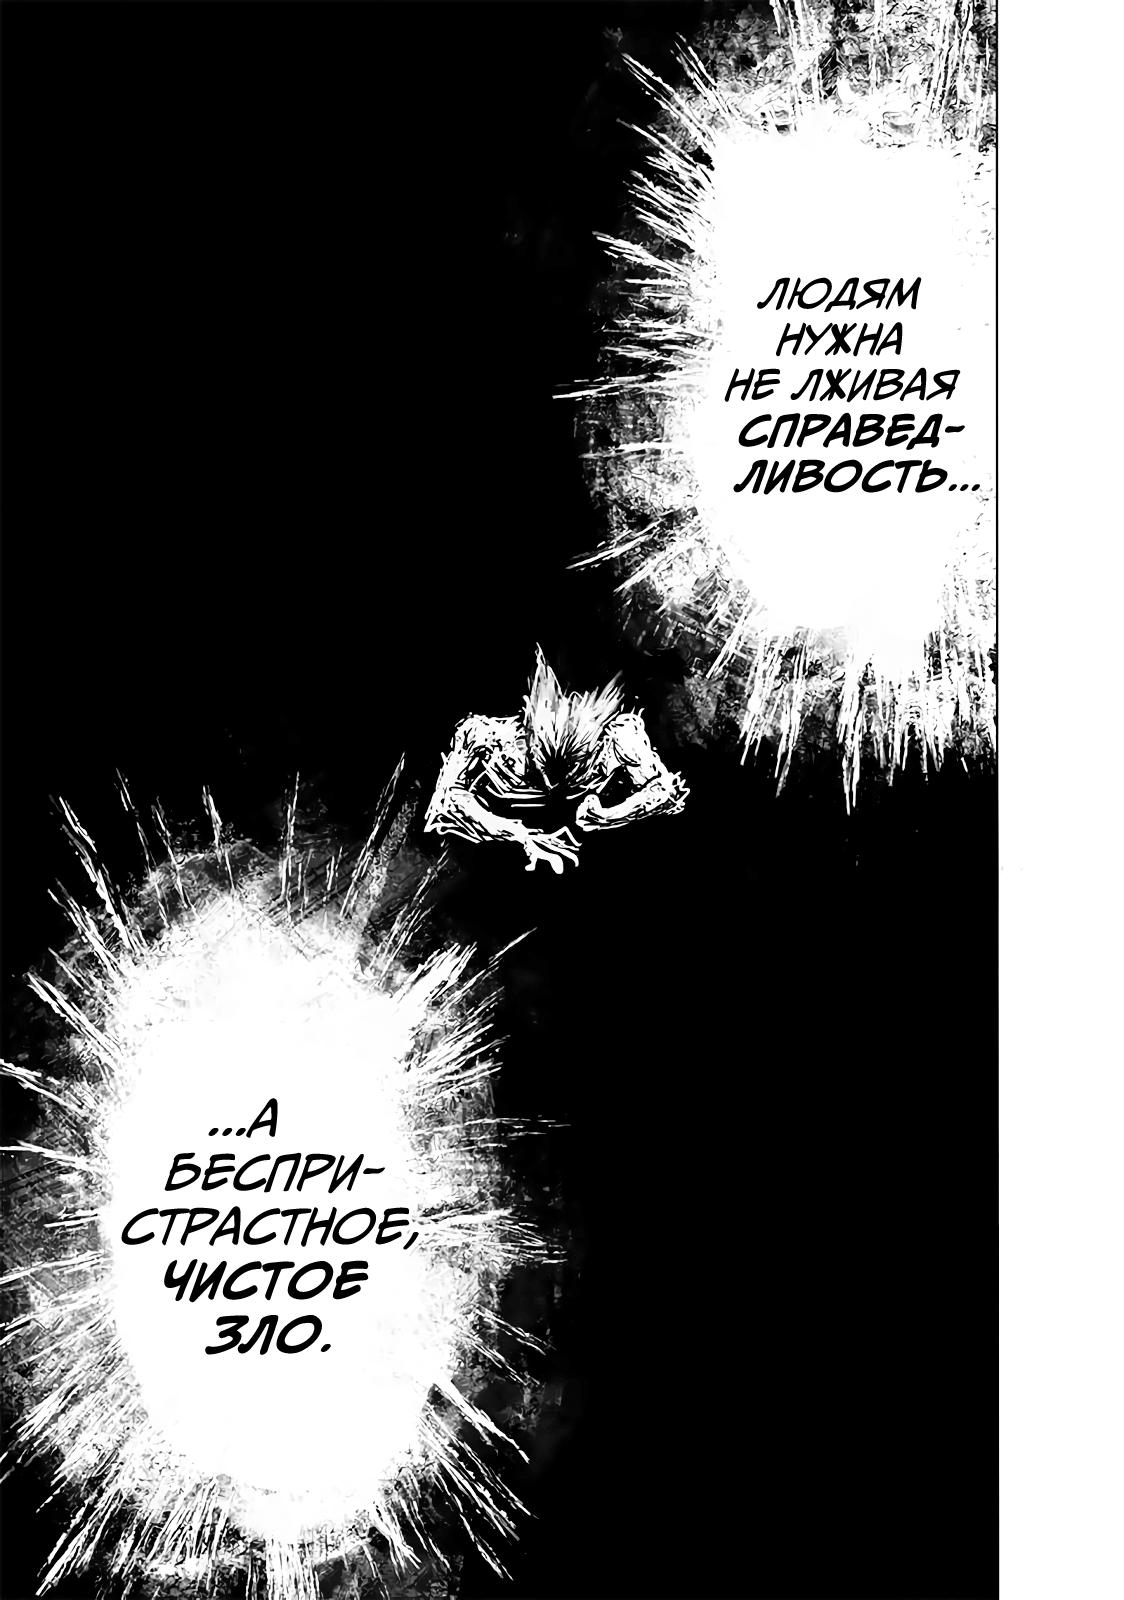 ЛЮДЯМ
НУЖНА
НЕ ЛЖИВАЯ
СПРАВЕД-
ЛИВОСТЬ...
...А
БЕСПРИ-
СТРАСТНОЕ,
ЧИСТОЕ
ЗЛО.